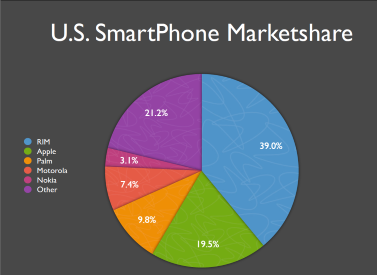 U.S. SmartPhone Marketshare
RIM
Apple
Palm
Motorola
Nokia
Other
21.2%
39.0%
3.1%
7.4%
9.8%
19.5%